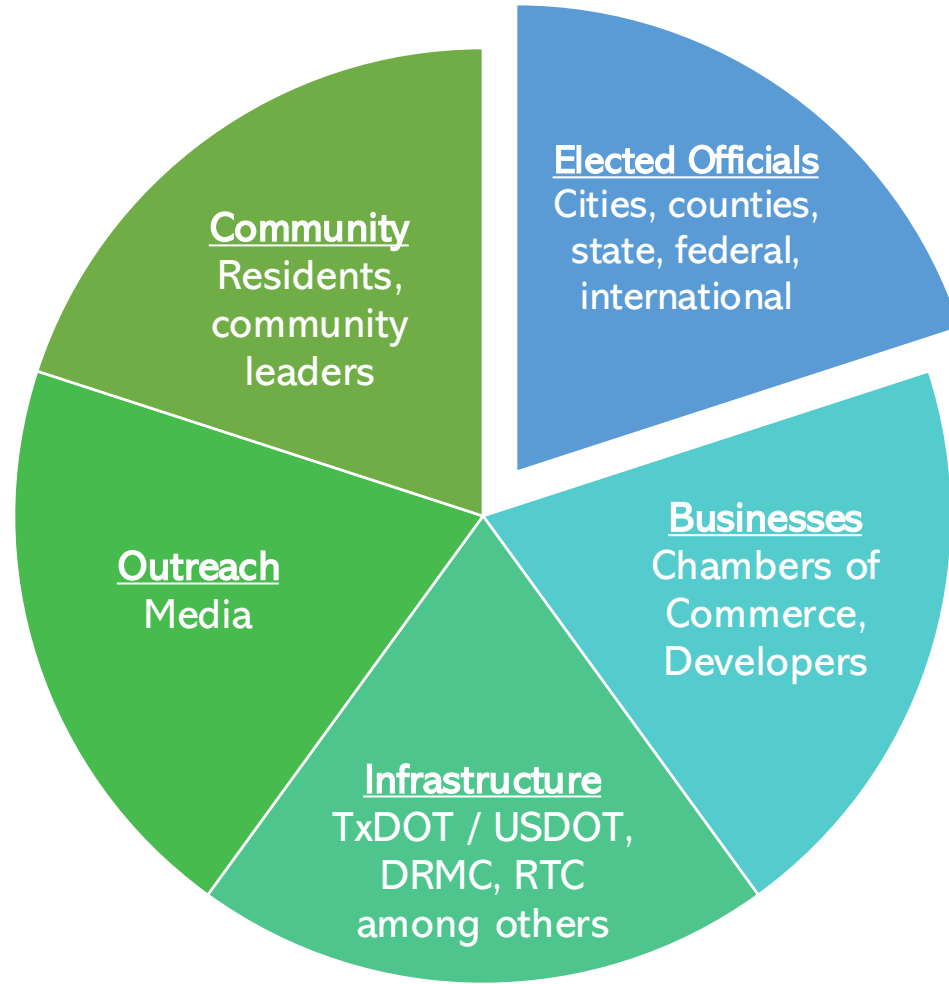 Elected Officials
Cities, counties,
state, federal,
international
Businesses
Chambers of
Commerce,
Developers
Infrastructure
TxDOT / USDOT,
DRMC, RTC
among others
Outreach
Media
Community
Residents,
community
leaders